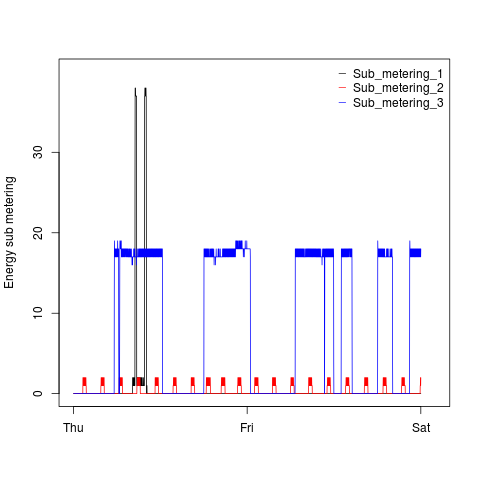 Sub_metering_1
Sub_metering_2
Sub_metering_3
Energy sub metering
30
20
10
0
Thu Fri Sat